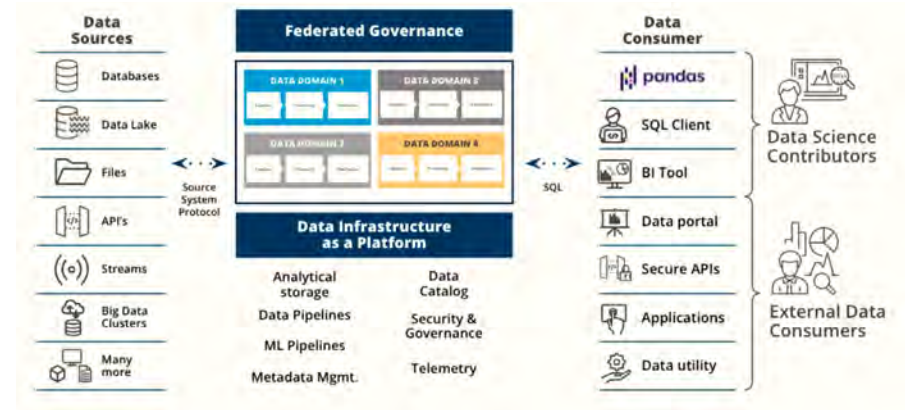 Data
Sources
Databases
Data Lake
Files
API's
Streams
Big Data
Clusters
Many
more
Source
System
Protocol
Federated Governance
DATA DOMAIN 1
DATA DOMAIN
DATA DOMAIN
DATA DOMAIN 4
Data Infrastructure
as a Platform
Analytical
storage
Data Pipelines
ML Pipelines
Metadata Mgmt.
Data
Catalog
Security &
Governance
Telemetry
SQL
Data
Consumer
pandas
SQL Client
BI Tool
Data portal
Secure APIs
Applications
Data utility
Data Science
Contributors
External Data
Consumers